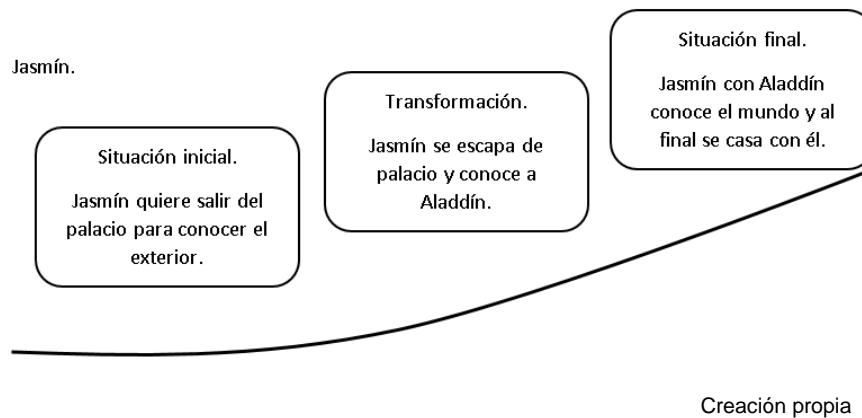 Jasmín.
Situación inicial.
Jasmín quiere salir del
palacio para conocer el
exterior.
Transformación.
Jasmín se escapa de
palacio y conoce a
Aladdín.
Situación final.
Jasmín con Aladdín
conoce el mundo y al
final se casa con él.
Creación propia